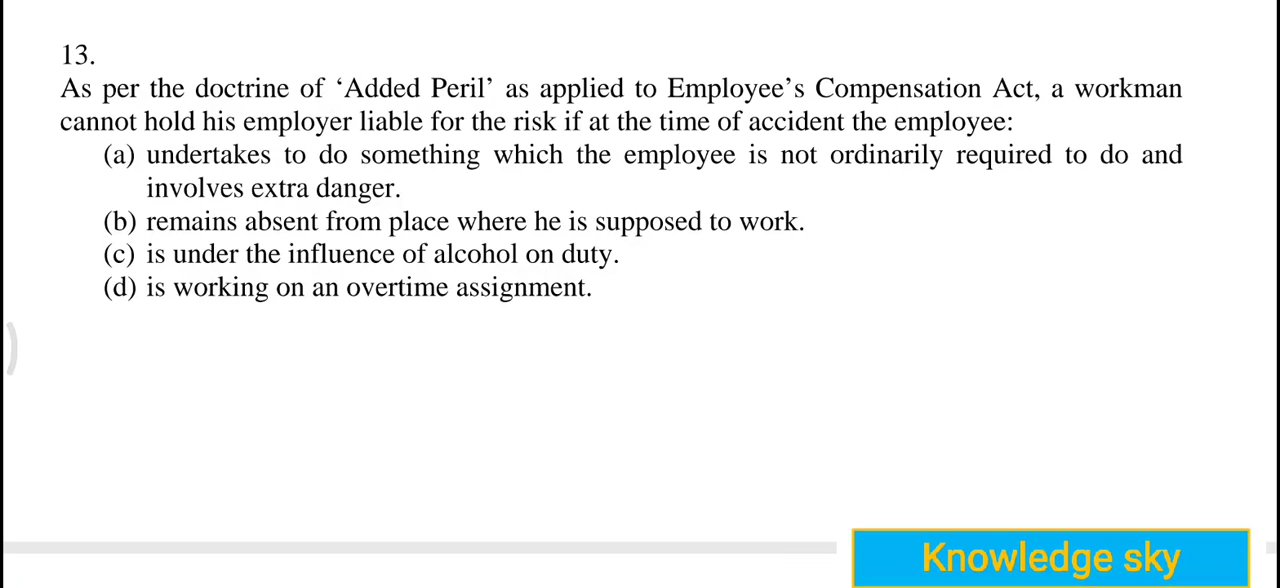 13.
As per the doctrine of ‘Added Peril’ as applied to Employee’s Compensation Act, a workman
cannot hold his employer liable for the risk if at the time of accident the employee:
(a) undertakes to do something which the employee is not ordinarily required to do and
involves extra danger.
(b) remains absent from place where he is supposed to work.
(c) is under the influence of alcohol on duty.
(d) is working on an overtime assignment.
Knowledge sky